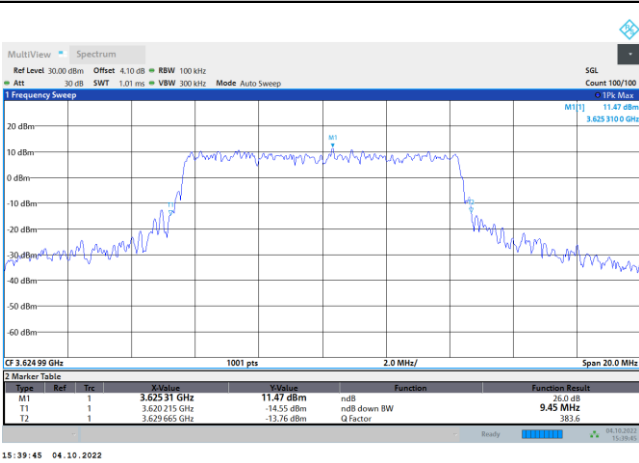 MultiView Spectrum
Ref Level 30.00 dBm Offset 4.10 dB RBW 100 kHz SGL
Att 30 dB SWT 1.01 ms VBW 300 kHz Mode Auto Sweep Count 100/100
1 Frequency Sweep 1Pk Max
M1[1] 11.47 dBm
3.625 310 0 GHz
20 dBm
M1
10 dBm
0 dBm
-10 dBm
-20 dBm
-30 dBm
-40 dBm
-50 dBm
-60 dBm
CF 3.624 99 GHz 1001 pts 2.0 MHz/ Span 20.0 MHz
2 Marker Table
Type Ref Trc X-Value Y-Value Function Function Result
M1 1 3.625 31 GHz 11.47 dBm ndB 26.0 dB
T1 1 3.620 215 GHz -14.55 dBm ndB down BW 9.45 MHz
T2 1 3.629 665 GHz -13.76 dBm Q Factor 383.6
Ready 04.10.2022
15:39:45
15:39:45 04.10.2022